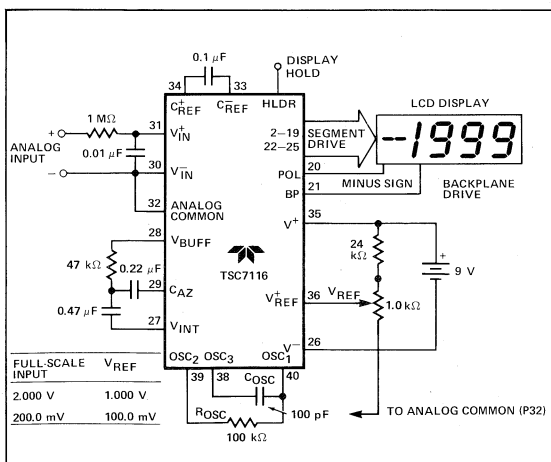 0.1 μF
34
33
DISPLAY
HOLD
C+REF
C-REF
HLDR
LCD DISPLAY
1 MΩ
31
V+IN
+
ANALOG
INPUT
0.01 μF
-
30
V-IN
2–19
22–25
SEGMENT
DRIVE
--1999
20
POL
MINUS SIGN
21
BP
BACKPLANE
DRIVE
32
ANALOG
COMMON
35
V+
28
VBUFF
47 kΩ
0.22 μF
29
CAZ
0.47 μF
27
VINT
TSC7116
24
kΩ
+
9 V
V+REF
36
VREF
1.0 kΩ
V-
26
OSC2
OSC3
OSC1
39
38
40
COSC
100 pF
ROSC
100 kΩ
TO ANALOG COMMON (P32)
FULL-SCALE
INPUT
VREF
2.000 V
1.000 V
200.0 mV
100.0 mV